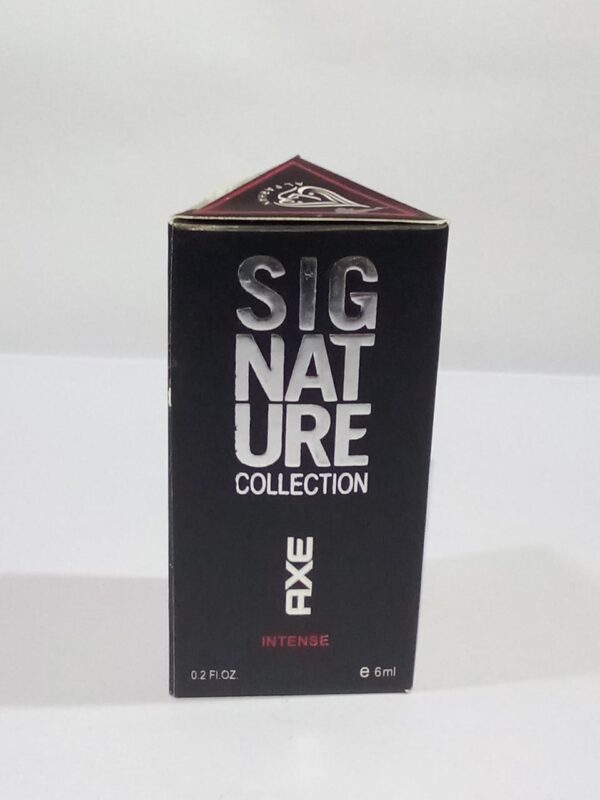 SIG
NAT
URE
COLLECTION
AXE
INTENSE
0.2 Fl.OZ.
e 6ml